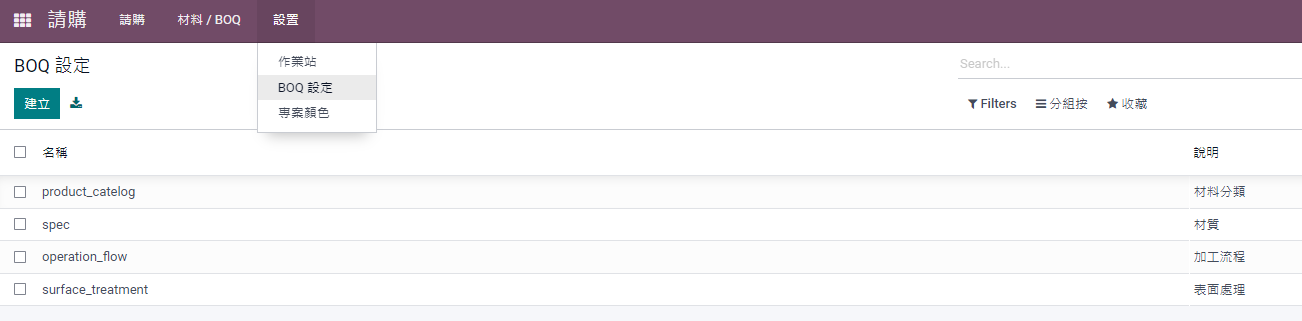 請購 請購 材料 / BOQ 設置
作業站
BOQ 設定
專案顏色
BOQ 設定
Search...
建立
Filters 分組按 收藏
名稱 說明
product_catelog 材料分類
spec 材質
operation_flow 加工流程
surface_treatment 表面處理